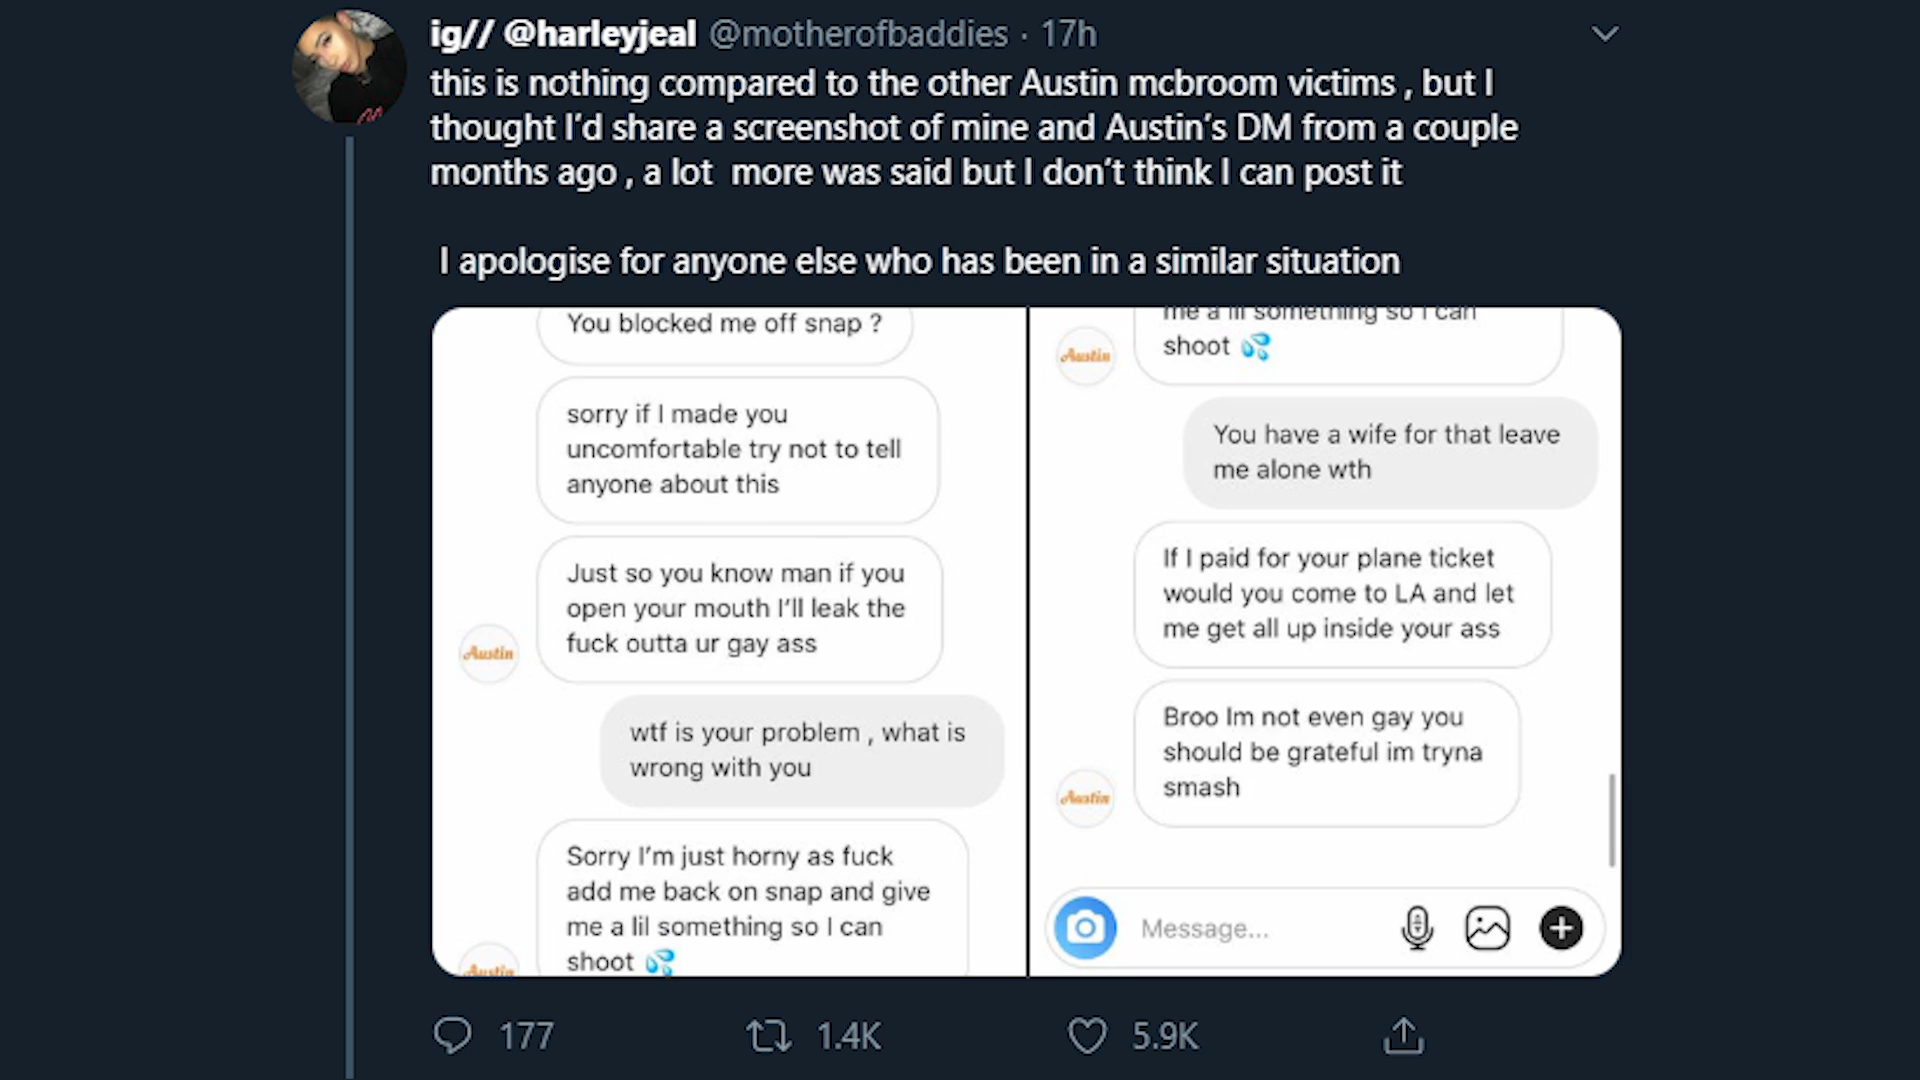 ig// @harleyjeal @motherofbaddies · 17h
this is nothing compared to the other Austin mcbroom victims , but I
thought I'd share a screenshot of mine and Austin's DM from a couple
months ago , a lot  more was said but I don't think I can post it
I apologise for anyone else who has been in a similar situation
You blocked me off snap ?
sorry if I made you
uncomfortable try not to tell
anyone about this
Just so you know man if you
open your mouth I'll leak the
fuck outta ur gay ass
Austin
wtf is your problem , what is
wrong with you
Sorry I'm just horny as fuck
add me back on snap and give
me a lil something so I can
shoot 💦
Austin
me a lil something so I can
shoot 💦
Austin
You have a wife for that leave
me alone wth
If I paid for your plane ticket
would you come to LA and let
me get all up inside your ass
Broo Im not even gay you
should be grateful im tryna
smash
Austin
Message...
177 1.4K 5.9K